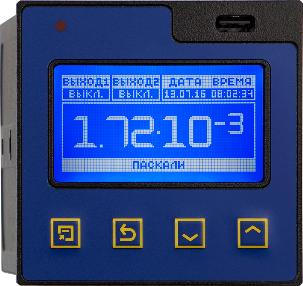 ВЫХОД1 ВЫХОД2 ДАТА ВРЕМЯ
ВЫКЛ. ВЫКЛ. 13.07.16 08:02:34
1.72·10⁻³
ПАСКАЛИ